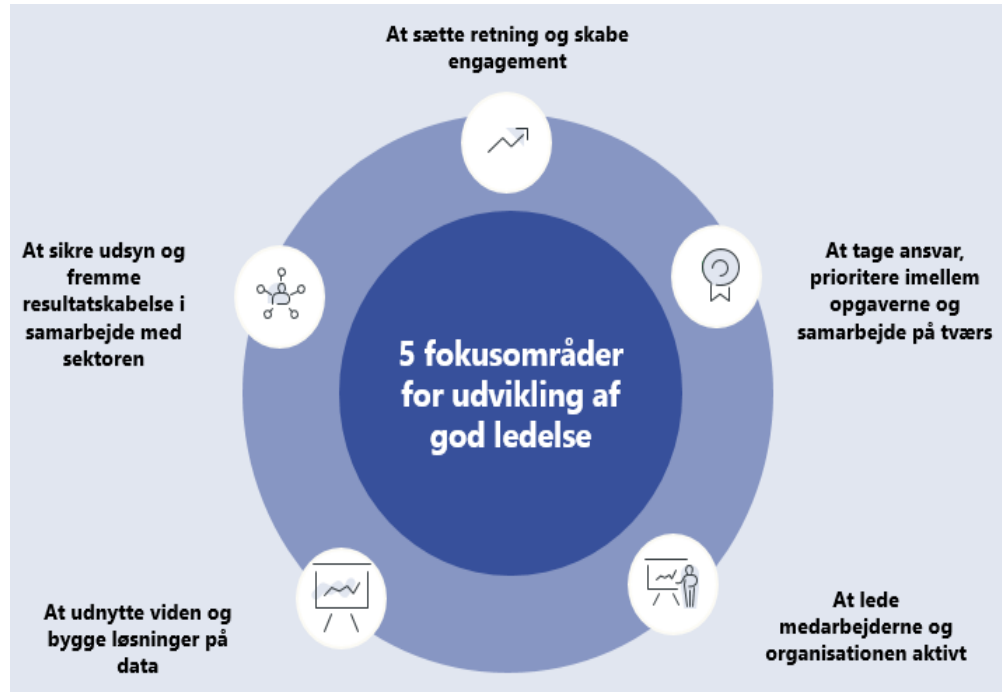 At sætte retning og skabe
engagement
At tage ansvar,
prioritere imellem
opgaverne og
samarbejde på tværs
At lede
medarbejderne og
organisationen aktivt
At udnytte viden og
bygge løsninger på
data
At sikre udsyn og
fremme
resultatskabelse i
samarbejde med
sektoren
5 fokusområder
for udvikling af
god ledelse